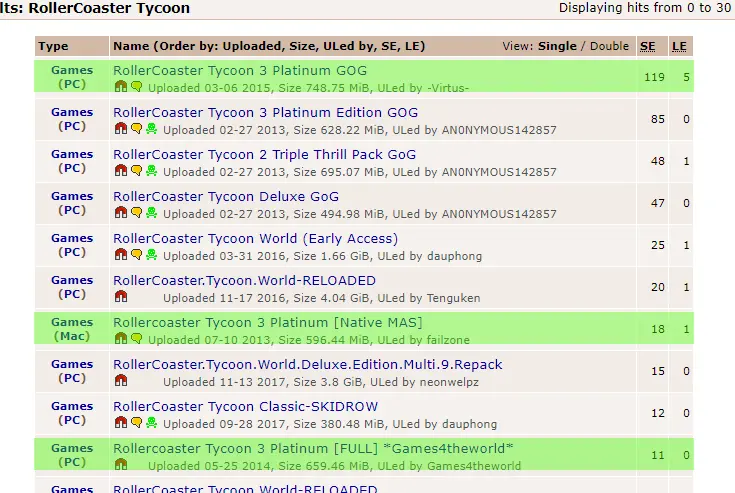 lts: RollerCoaster Tycoon Displaying hits from 0 to 30
Type Name (Order by: Uploaded, Size, ULed by, SE, LE) View: Single / Double SE LE
Games RollerCoaster Tycoon 3 Platinum GOG
(PC) Uploaded 03-06 2015, Size 748.75 MiB, ULed by -Virtus- 119 5
Games RollerCoaster Tycoon 3 Platinum Edition GOG
(PC) Uploaded 02-27 2013, Size 628.22 MiB, ULed by AN0NYMOUS142857 85 0
Games RollerCoaster Tycoon 2 Triple Thrill Pack GoG
(PC) Uploaded 02-27 2013, Size 695.07 MiB, ULed by AN0NYMOUS142857 48 1
Games RollerCoaster Tycoon Deluxe GoG
(PC) Uploaded 02-27 2013, Size 494.98 MiB, ULed by AN0NYMOUS142857 47 0
Games RollerCoaster Tycoon World (Early Access)
(PC) Uploaded 03-31 2016, Size 1.66 GiB, ULed by dauphong 25 1
Games RollerCoaster.Tycoon.World-RELOADED
(PC) Uploaded 11-17 2016, Size 4.04 GiB, ULed by Tenguken 20 1
Games Rollercoaster Tycoon 3 Platinum [Native MAS]
(Mac) Uploaded 07-10 2013, Size 596.44 MiB, ULed by failzone 18 1
Games RollerCoaster.Tycoon.World.Deluxe.Edition.Multi.9.Repack
(PC) Uploaded 11-13 2017, Size 3.8 GiB, ULed by neonwelpz 15 0
Games RollerCoaster Tycoon Classic-SKIDROW
(PC) Uploaded 09-28 2017, Size 380.48 MiB, ULed by dauphong 12 0
Games Rollercoaster Tycoon 3 Platinum [FULL] *Games4theworld*
(PC) Uploaded 05-25 2014, Size 659.46 MiB, ULed by Games4theworld 11 0
Games RollerCoaster Tycoon World-RELOADED